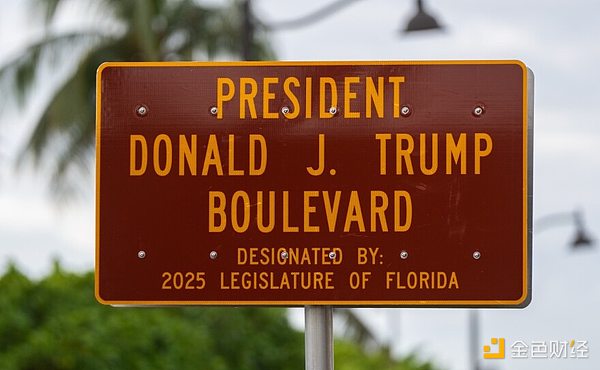 PRESIDENT
DONALD J. TRUMP
BOULEVARD
DESIGNATED BY:
2025 LEGISLATURE OF FLORIDA
金色财经